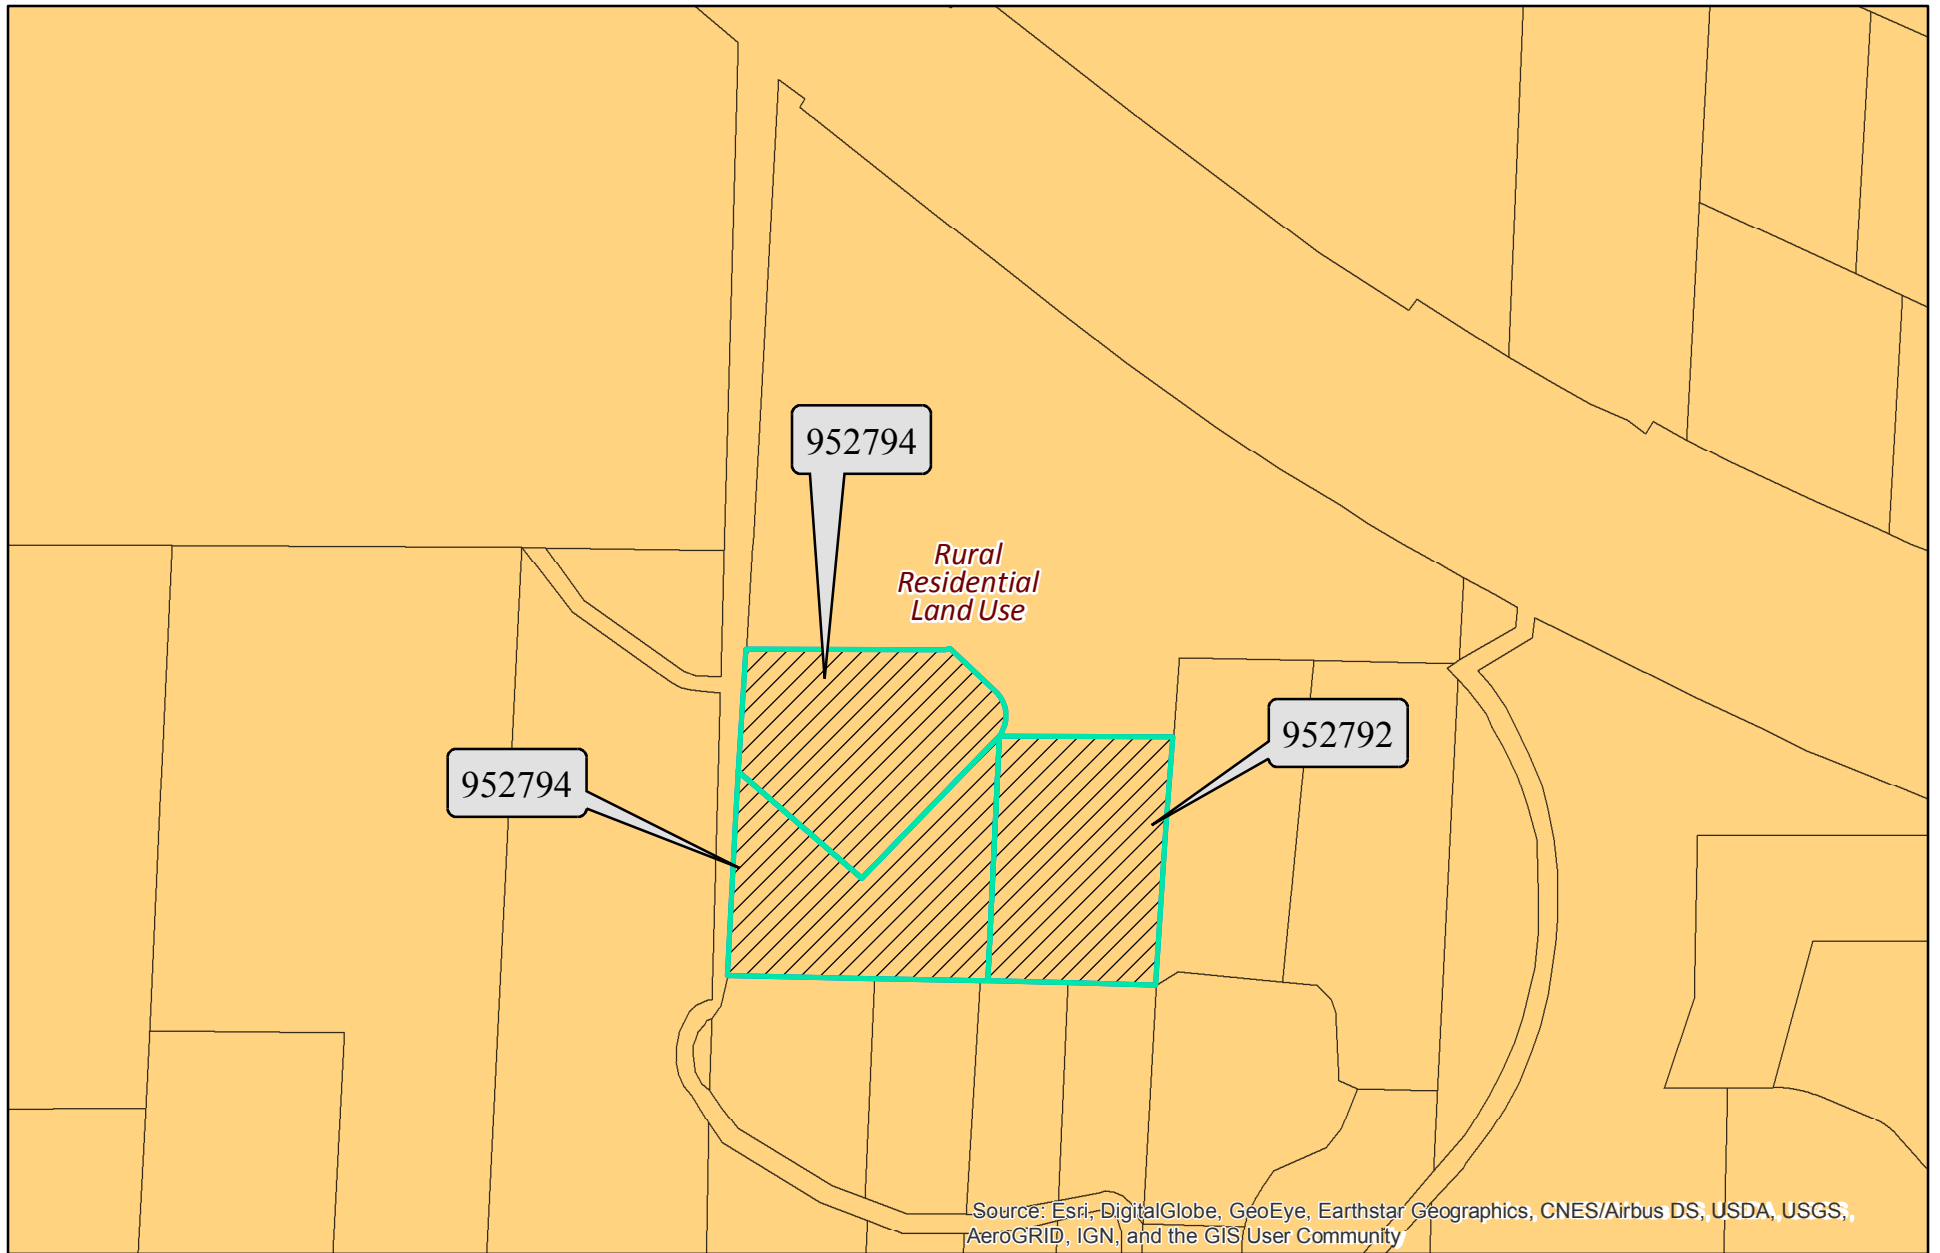 952794
Rural
Residential
Land Use
952792
952794
Source: Esri, DigitalGlobe, GeoEye, Earthstar Geographics, CNES/Airbus DS, USDA, USGS,
AeroGRID, IGN, and the GIS User Community